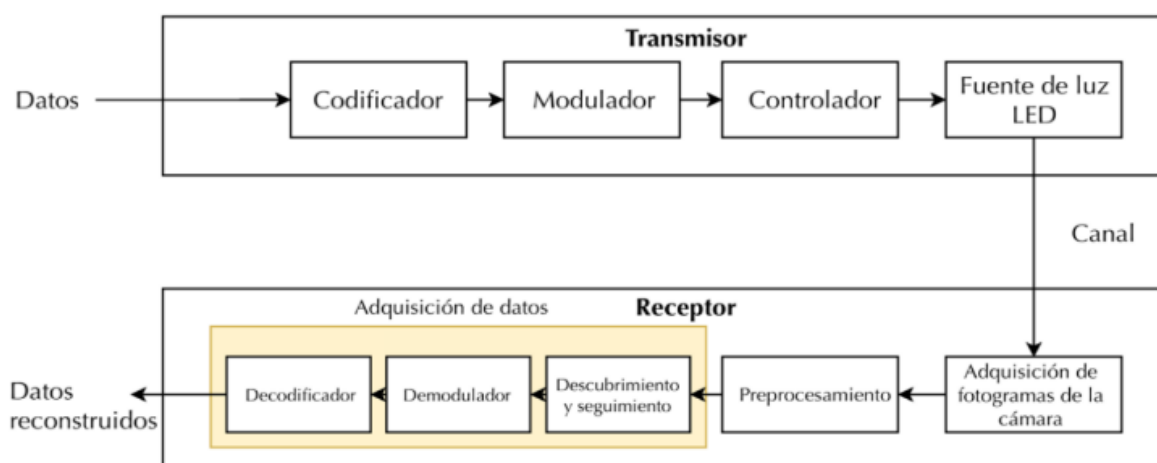 Transmisor
Datos
Codificador
Modulador
Controlador
Fuente de luz
LED
Canal
Adquisición de datos
Receptor
Datos
reconstruidos
Decodificador
Demodulador
Descubrimiento
y seguimiento
Preprocesamiento
Adquisición de
fotogramas de la
cámara